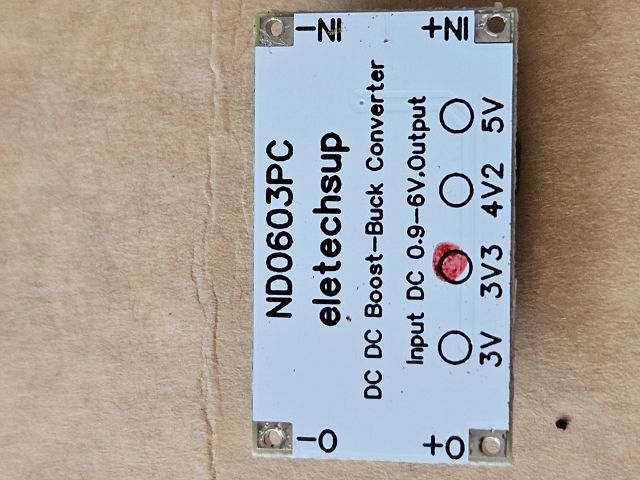 ND0603PC
eletechsup
DC DC Boost-Buck Converter
Input DC 0.9-6V,Output
3V 3V3 4V2 5V
-O -IN
+O +IN